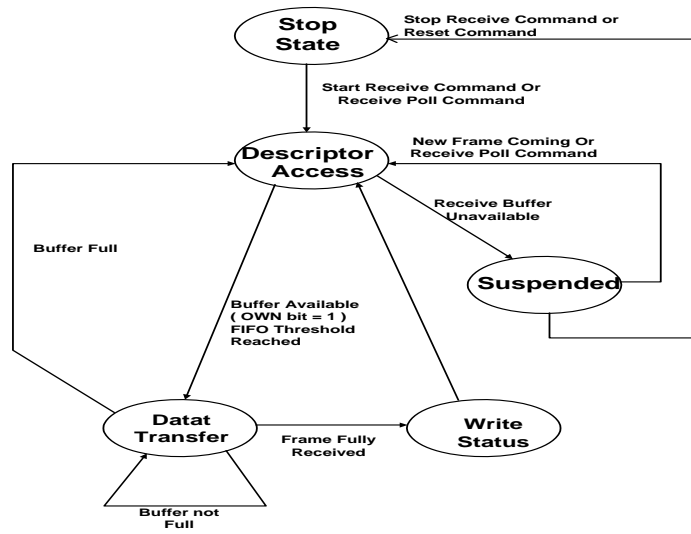 Stop
State
Stop Receive Command or
Reset Command
Start Receive Command Or
Receive Poll Command
Descriptor
Access
New Frame Coming Or
Receive Poll Command
Receive Buffer
Unavailable
Buffer Full
Suspended
Buffer Available
( OWN bit = 1 )
FIFO Threshold
Reached
Datat
Transfer
Frame Fully
Received
Write
Status
Buffer not
Full